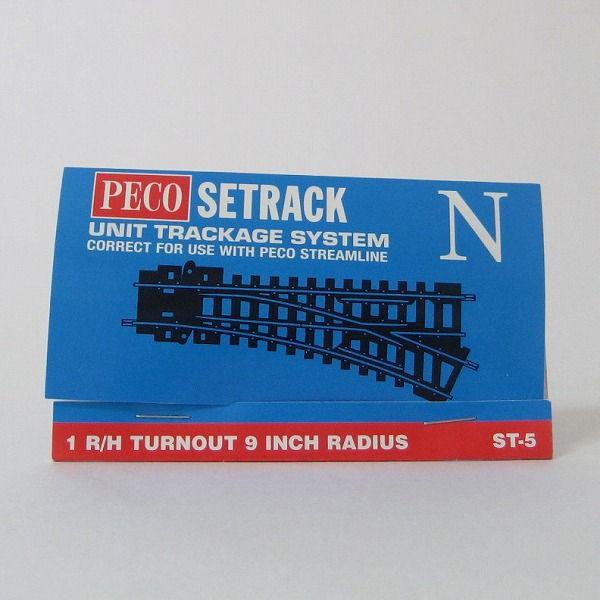 PECO SETRACK
N
UNIT TRACKAGE SYSTEM
CORRECT FOR USE WITH PECO STREAMLINE
1 R/H TURNOUT 9 INCH RADIUS ST-5